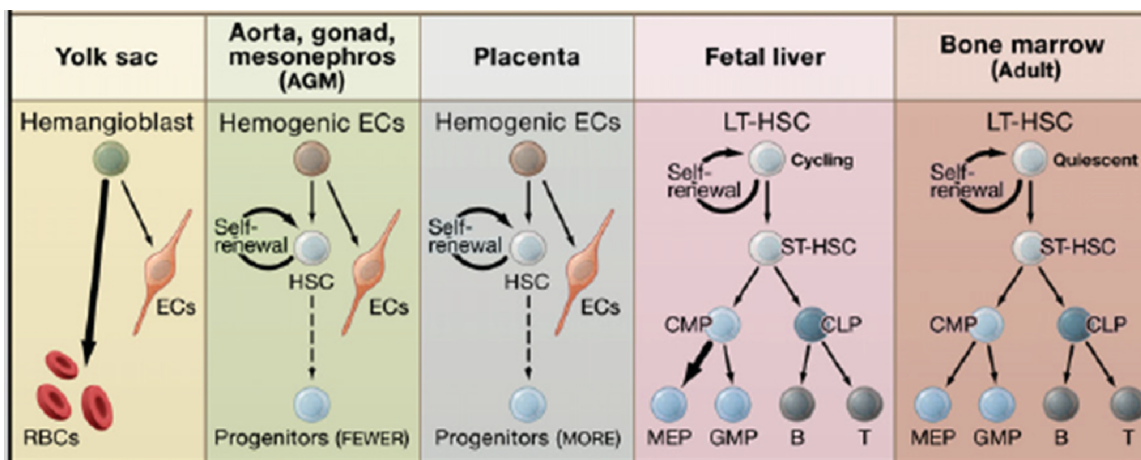 Yolk sac
Hemangioblast
ECs
RBCs
Aorta, gonad,
mesonephros
(AGM)
Hemogenic ECs
Self-
renewal
HSC
ECs
Progenitors (FEWER)
Placenta
Hemogenic ECs
Self-
renewal
HSC
ECs
Progenitors (MORE)
Fetal liver
LT-HSC
Cycling
Self-
renewal
ST-HSC
CMP
CLP
MEP GMP B T
Bone marrow
(Adult)
LT-HSC
Quiescent
Self-
renewal
ST-HSC
CMP
CLP
MEP GMP B T